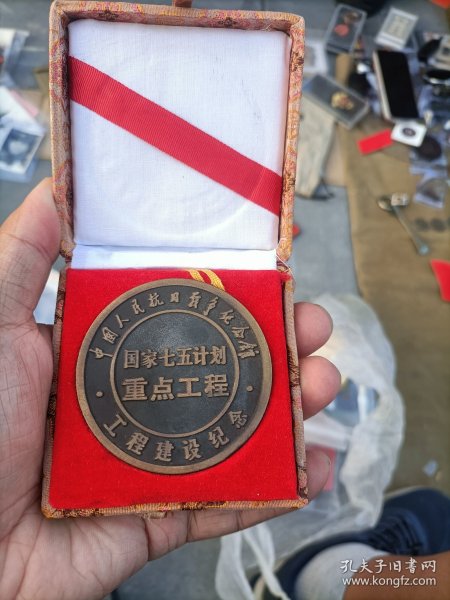 中国人民抗日战争纪念馆
国家七五计划
重点工程
工程建设纪念
孔夫子旧书网
www.kongfz.com